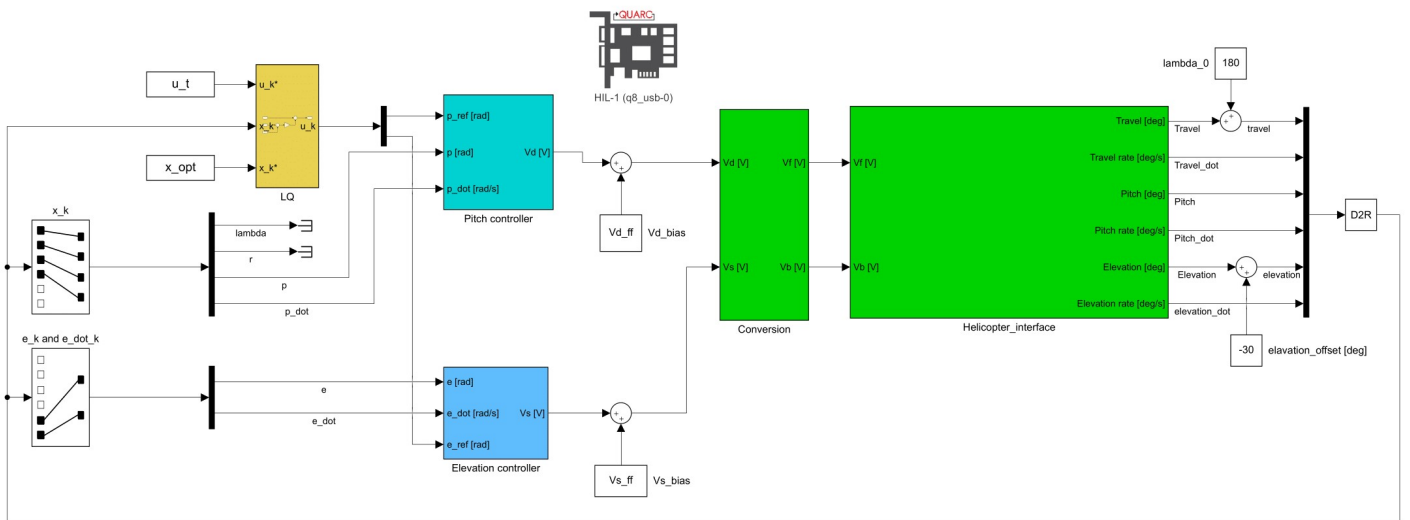 QUARC
HIL-1 (q8_usb-0)
lambda_0
180
u_t
u_k*
x_k
u_k
x_opt
x_k*
LQ
p_ref [rad]
p [rad]
Vd [V]
p_dot [rad/s]
Pitch controller
Vd_ff
Vd_bias
Vd [V]
Vf [V]
Vs [V]
Vb [V]
Conversion
Vf [V]
Vb [V]
Travel [deg]
Travel rate [deg/s]
Pitch [deg]
Pitch rate [deg/s]
Elevation [deg]
Elevation rate [deg/s]
Helicopter_interface
Travel
travel
Travel_dot
Pitch
Pitch_dot
Elevation
elevation
elevation_dot
D2R
-30
elavation_offset [deg]
x_k
lambda
r
p
p_dot
e_k and e_dot_k
e
e_dot
e [rad]
e_dot [rad/s]
Vs [V]
e_ref [rad]
Elevation controller
Vs_ff
Vs_bias